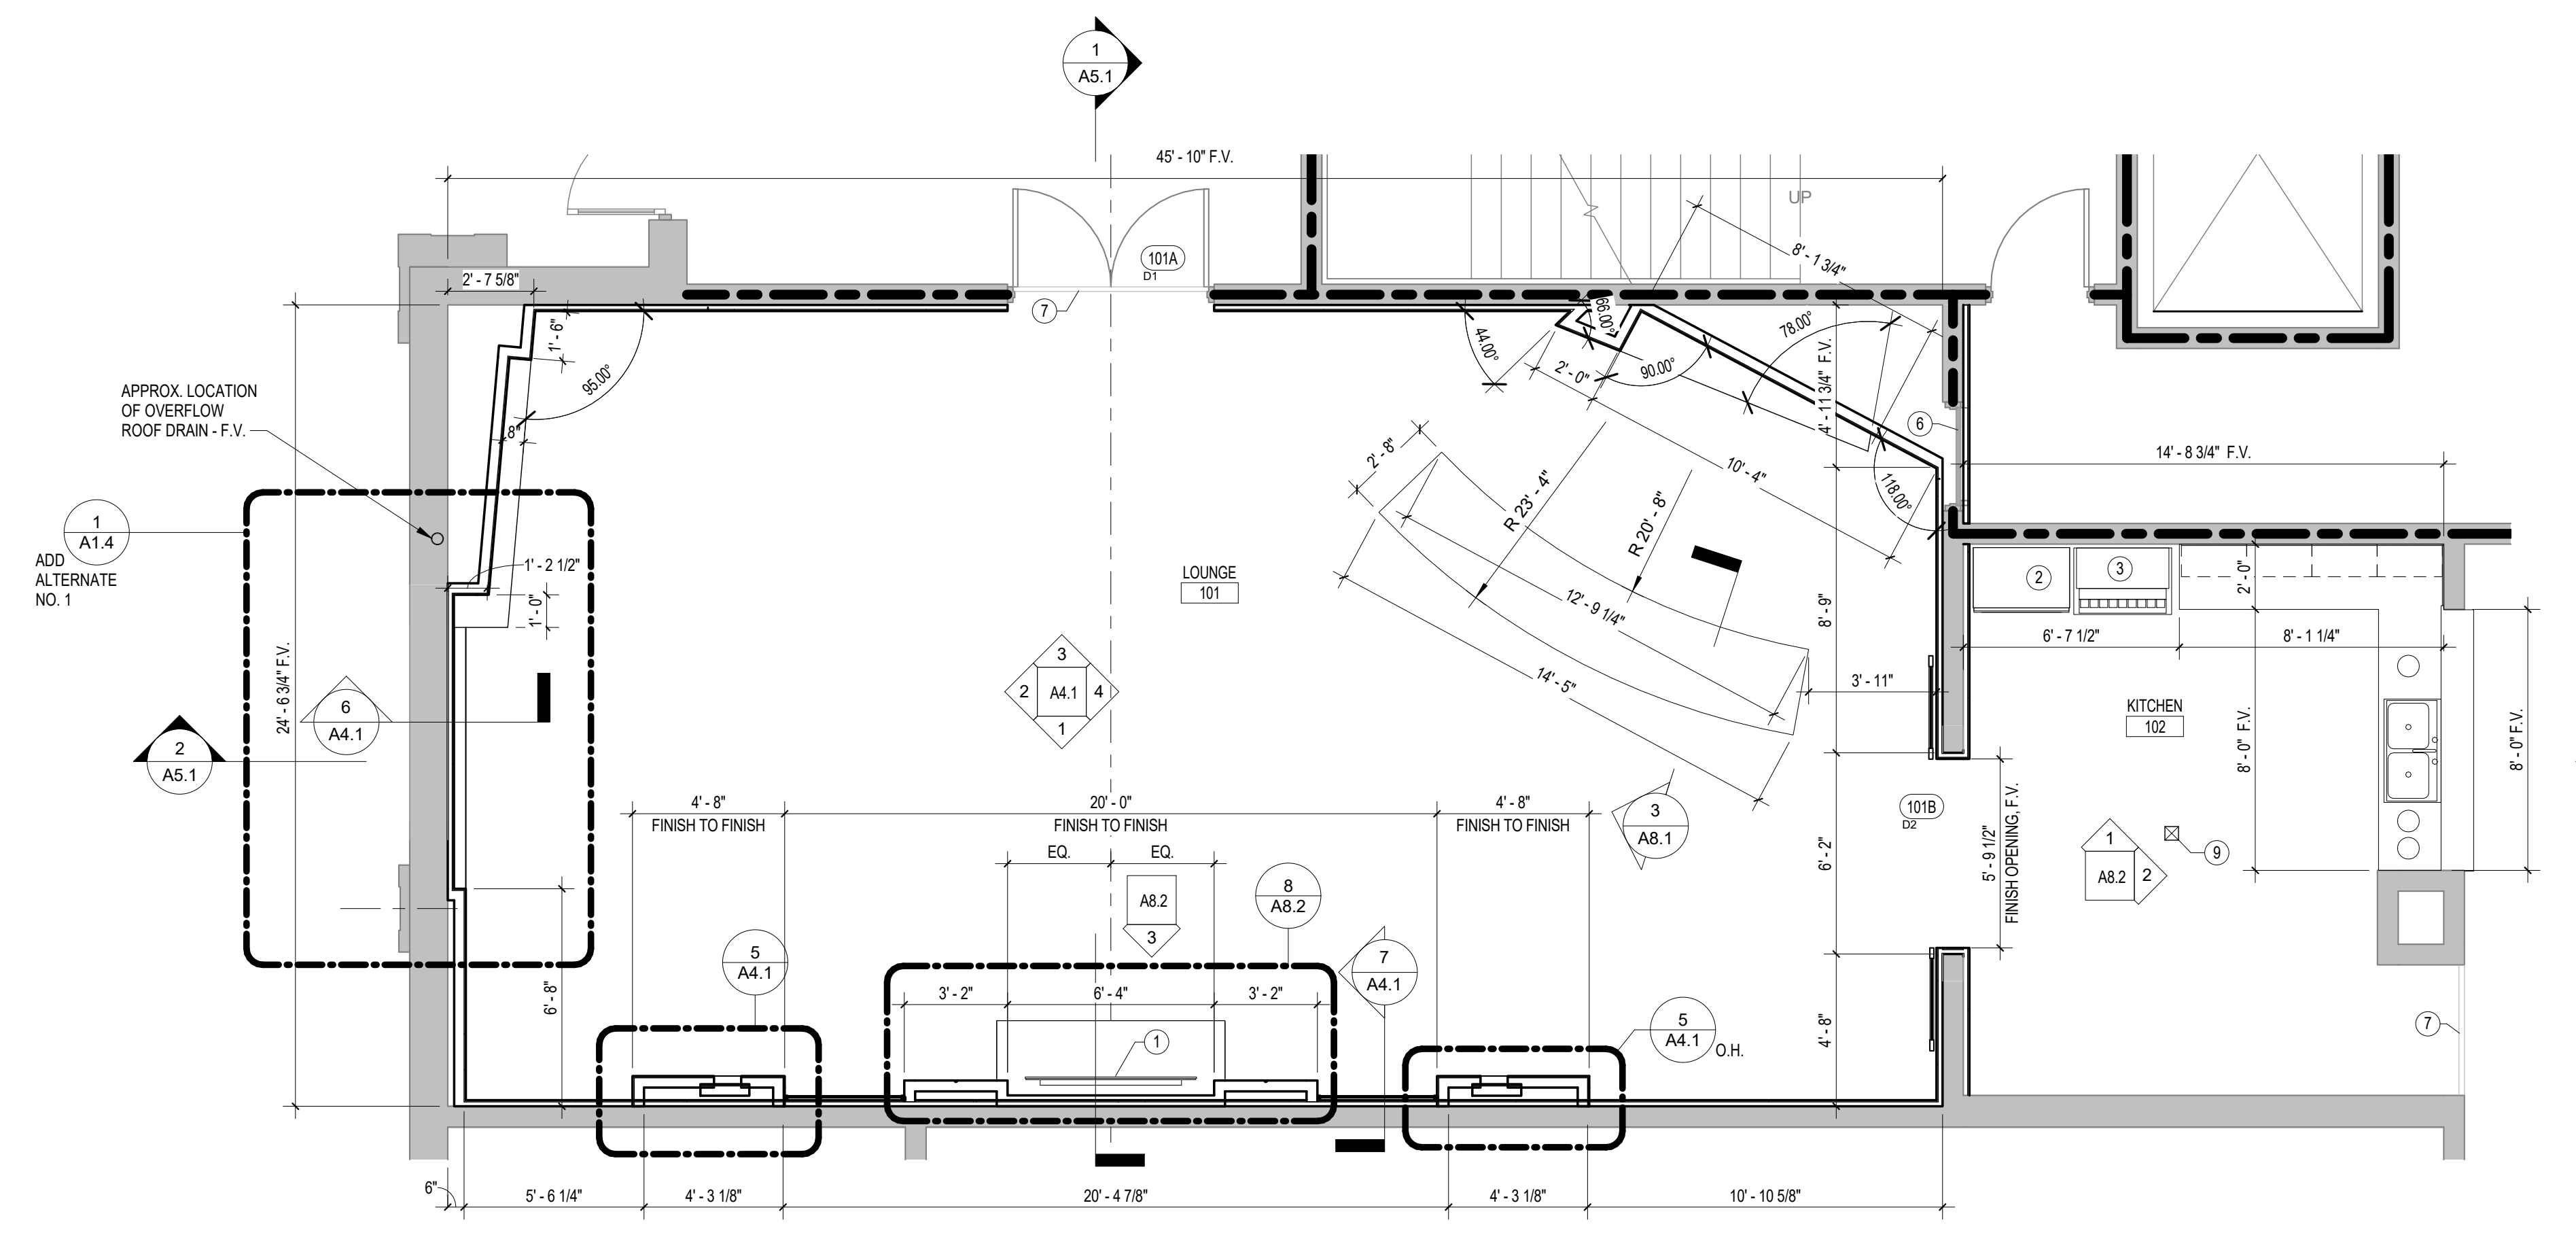 1
A5.1
45' - 10" F.V.
UP
8' - 1 3/4"
101A
D1
2' - 7 5/8"
7
1' - 6"
95.00°
8"
44.00°
66.00°
2' - 0"
90.00°
78.00°
4' - 11 3/4" F.V.
6
118.00°
APPROX. LOCATION
OF OVERFLOW
ROOF DRAIN - F.V.
14' - 8 3/4" F.V.
2' - 8"
R 23' - 4"
R 20' - 8"
10' - 4"
12' - 9 1/4"
14' - 5"
1
A1.4
ADD
ALTERNATE
NO. 1
1' - 2 1/2"
1' - 0"
LOUNGE
101
8' - 9"
2
3
2' - 0"
6' - 7 1/2"
8' - 1 1/4"
24' - 6 3/4" F.V.
6
A4.1
2
A5.1
3
2
A4.1
4
1
3' - 11"
KITCHEN
102
8' - 0" F.V.
8' - 0" F.V.
4' - 8"
FINISH TO FINISH
20' - 0"
FINISH TO FINISH
4' - 8"
FINISH TO FINISH
3
A8.1
101B
D2
6' - 2"
5' - 9 1/2"
FINISH OPENING, F.V.
1
A8.2
2
9
EQ.
EQ.
A8.2
3
8
A8.2
5
A4.1
7
A4.1
6' - 8"
3' - 2"
6' - 4"
3' - 2"
1
5
A4.1
O.H.
4' - 8"
7
6"
5' - 6 1/4"
4' - 3 1/8"
20' - 4 7/8"
4' - 3 1/8"
10' - 10 5/8"